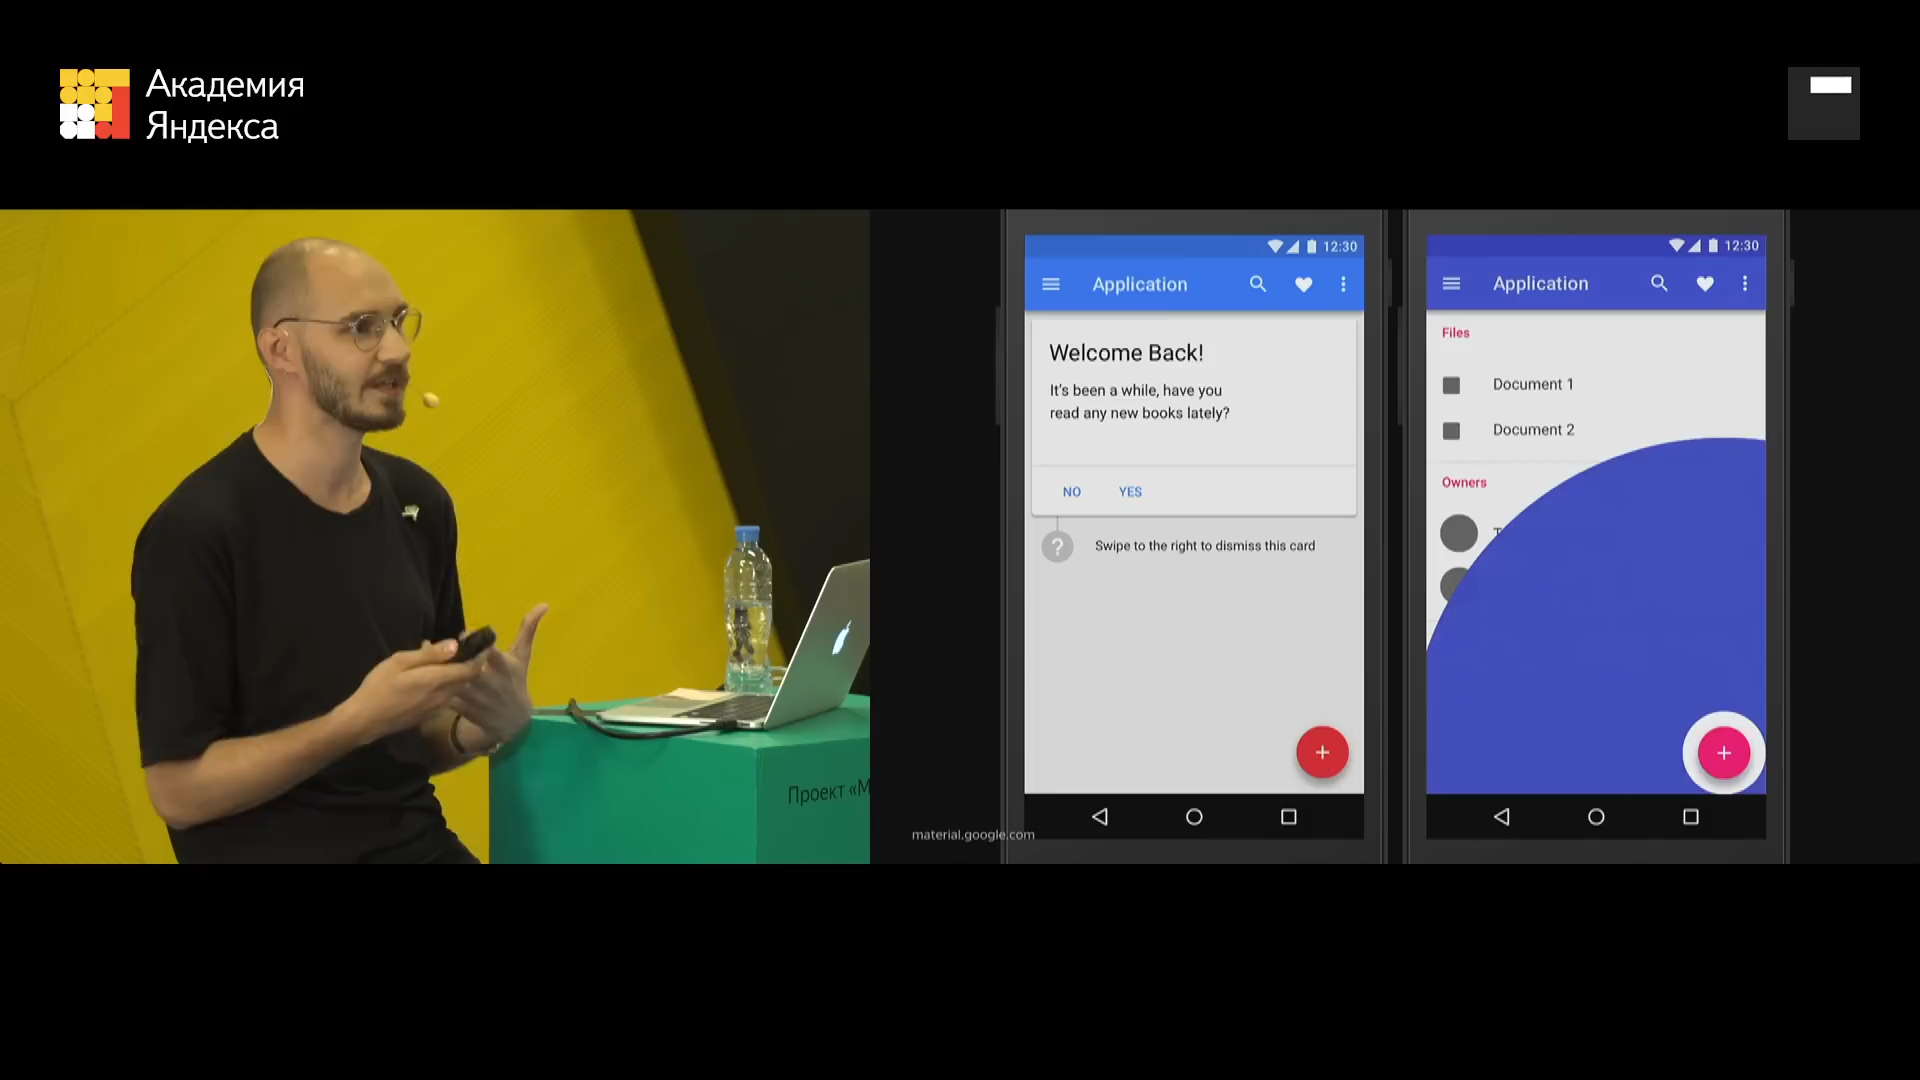 Академия
Яндекса
12:30
Application
Welcome Back!
It's been a while, have you
read any new books lately?
NO YES
? Swipe to the right to dismiss this card
+
12:30
Application
Files
Document 1
Document 2
Owners
+
Проект «М
material.google.com